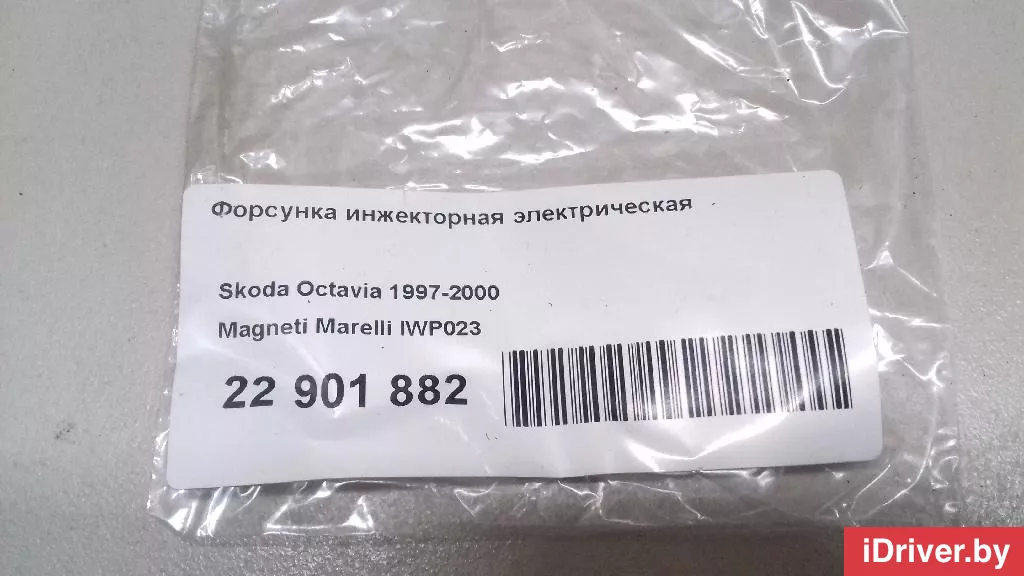 Форсунка инжекторная электрическая
Skoda Octavia 1997-2000
Magneti Marelli IWP023
22 901 882
iDriver.by